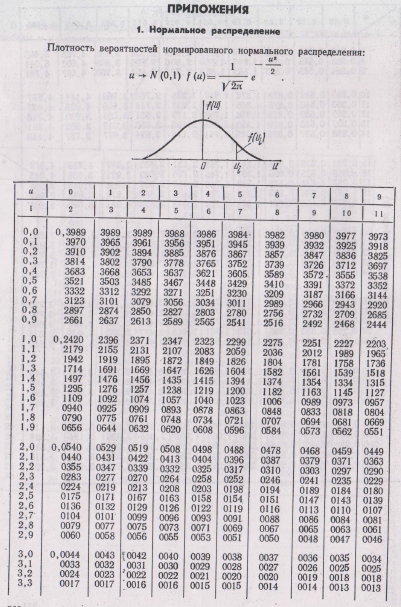 ПРИЛОЖЕНИЯ
1. Нормальное распределение
Плотность вероятностей нормированного нормального распределения:
u → N (0,1) f (u) = 1/√2π e^(−u²/2)
f(u)
f(u_i)
0 u_i u
u 0 1 2 3 4 5 6 7 8 9
1 2 3 4 5 6 7 8 9 10 11
0,0 0,3989 3989 3989 3988 3986 3984 3982 3980 3977 3973
0,1 3970 3965 3961 3956 3951 3945 3939 3932 3925 3918
0,2 3910 3902 3894 3885 3876 3867 3857 3847 3836 3825
0,3 3814 3802 3790 3778 3765 3752 3739 3726 3712 3697
0,4 3683 3668 3653 3637 3621 3605 3589 3572 3555 3538
0,5 3521 3503 3485 3467 3448 3429 3410 3391 3372 3352
0,6 3332 3312 3292 3271 3251 3230 3209 3187 3166 3144
0,7 3123 3101 3079 3056 3034 3011 2989 2966 2943 2920
0,8 2897 2874 2850 2827 2803 2780 2756 2732 2709 2685
0,9 2661 2637 2613 2589 2565 2541 2516 2492 2468 2444
1,0 0,2420 2396 2371 2347 2323 2299 2275 2251 2227 2203
1,1 2179 2155 2131 2107 2083 2059 2036 2012 1989 1965
1,2 1942 1919 1895 1872 1849 1826 1804 1781 1758 1736
1,3 1714 1691 1669 1647 1626 1604 1582 1561 1539 1518
1,4 1497 1476 1456 1435 1415 1394 1374 1354 1334 1315
1,5 1295 1276 1257 1238 1219 1200 1182 1163 1145 1127
1,6 1109 1092 1074 1057 1040 1023 1006 0989 0973 0957
1,7 0940 0925 0909 0893 0878 0863 0848 0833 0818 0804
1,8 0790 0775 0761 0748 0734 0721 0707 0694 0681 0669
1,9 0656 0644 0632 0620 0608 0596 0584 0573 0562 0551
2,0 0,0540 0529 0519 0508 0498 0488 0478 0468 0459 0449
2,1 0440 0431 0422 0413 0404 0396 0387 0379 0371 0363
2,2 0355 0347 0339 0332 0325 0317 0310 0303 0297 0290
2,3 0283 0277 0270 0264 0258 0252 0246 0241 0235 0229
2,4 0224 0219 0213 0208 0203 0198 0194 0189 0184 0180
2,5 0175 0171 0167 0163 0158 0154 0151 0147 0143 0139
2,6 0136 0132 0129 0126 0122 0119 0116 0113 0110 0107
2,7 0104 0101 0099 0096 0093 0091 0088 0086 0084 0081
2,8 0079 0077 0075 0073 0071 0069 0067 0065 0063 0061
2,9 0060 0058 0056 0055 0053 0051 0050 0048 0047 0046
3,0 0,0044 0043 0042 0040 0039 0038 0037 0036 0035 0034
3,1 0033 0032 0031 0030 0029 0028 0027 0026 0025 0025
3,2 0024 0023 0022 0022 0021 0020 0020 0019 0018 0018
3,3 0017 0017 0016 0016 0015 0015 0014 0014 0013 0013